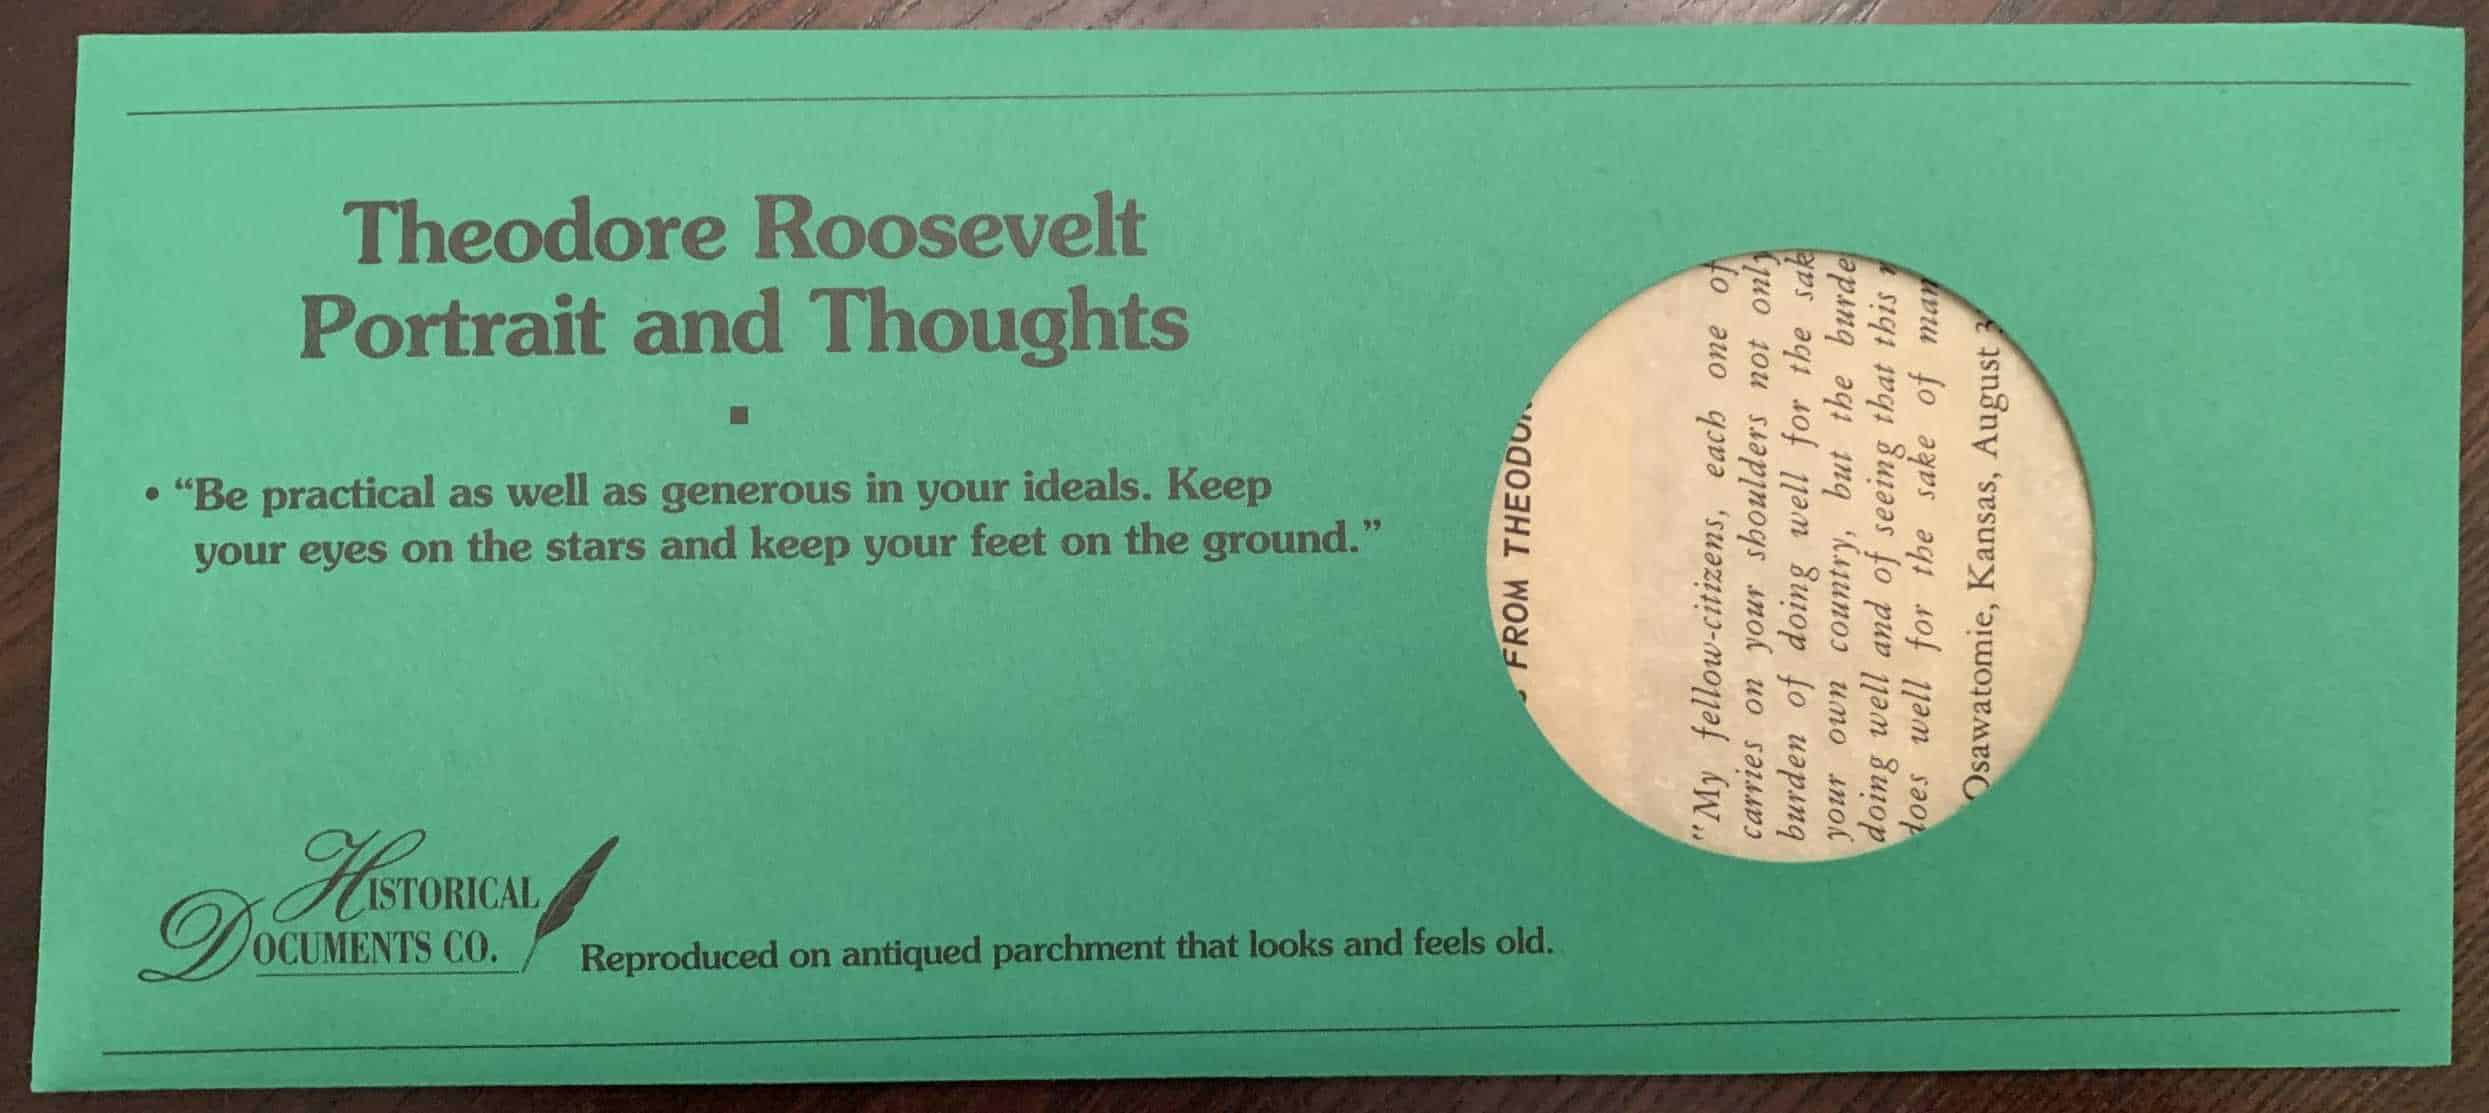 Theodore Roosevelt
Portrait and Thoughts
• “Be practical as well as generous in your ideals. Keep
your eyes on the stars and keep your feet on the ground.”
HISTORICAL
DOCUMENTS CO.
Reproduced on antiqued parchment that looks and feels old.
FROM
"My fellow-citizens, each one of
carries on your shoulders not only
burden of doing well for the
your own country, but the
doing well and of seeing that this
does well for the sake of
Osawatomie, Kansas, August